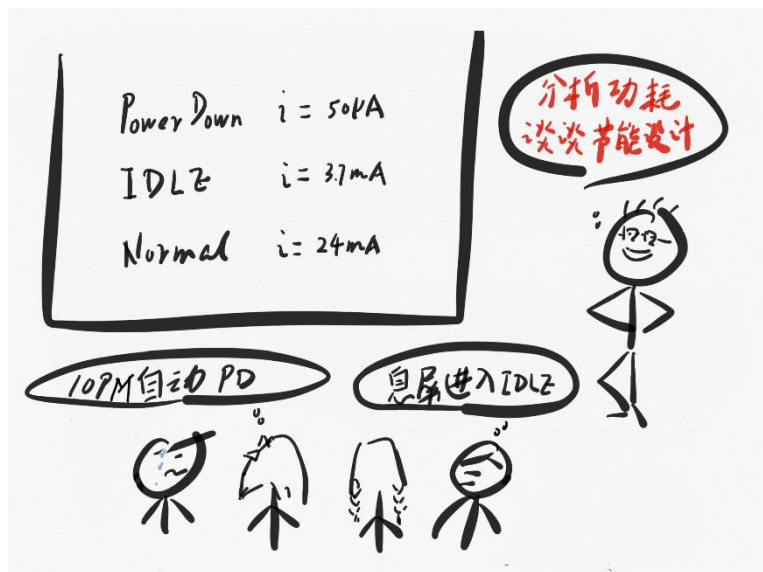 Power Down i = 50μA
IDLE i = 3.7mA
Normal i = 24mA
分析功耗
谈谈节能设计
10PM自动PD
息屏进入IDLE